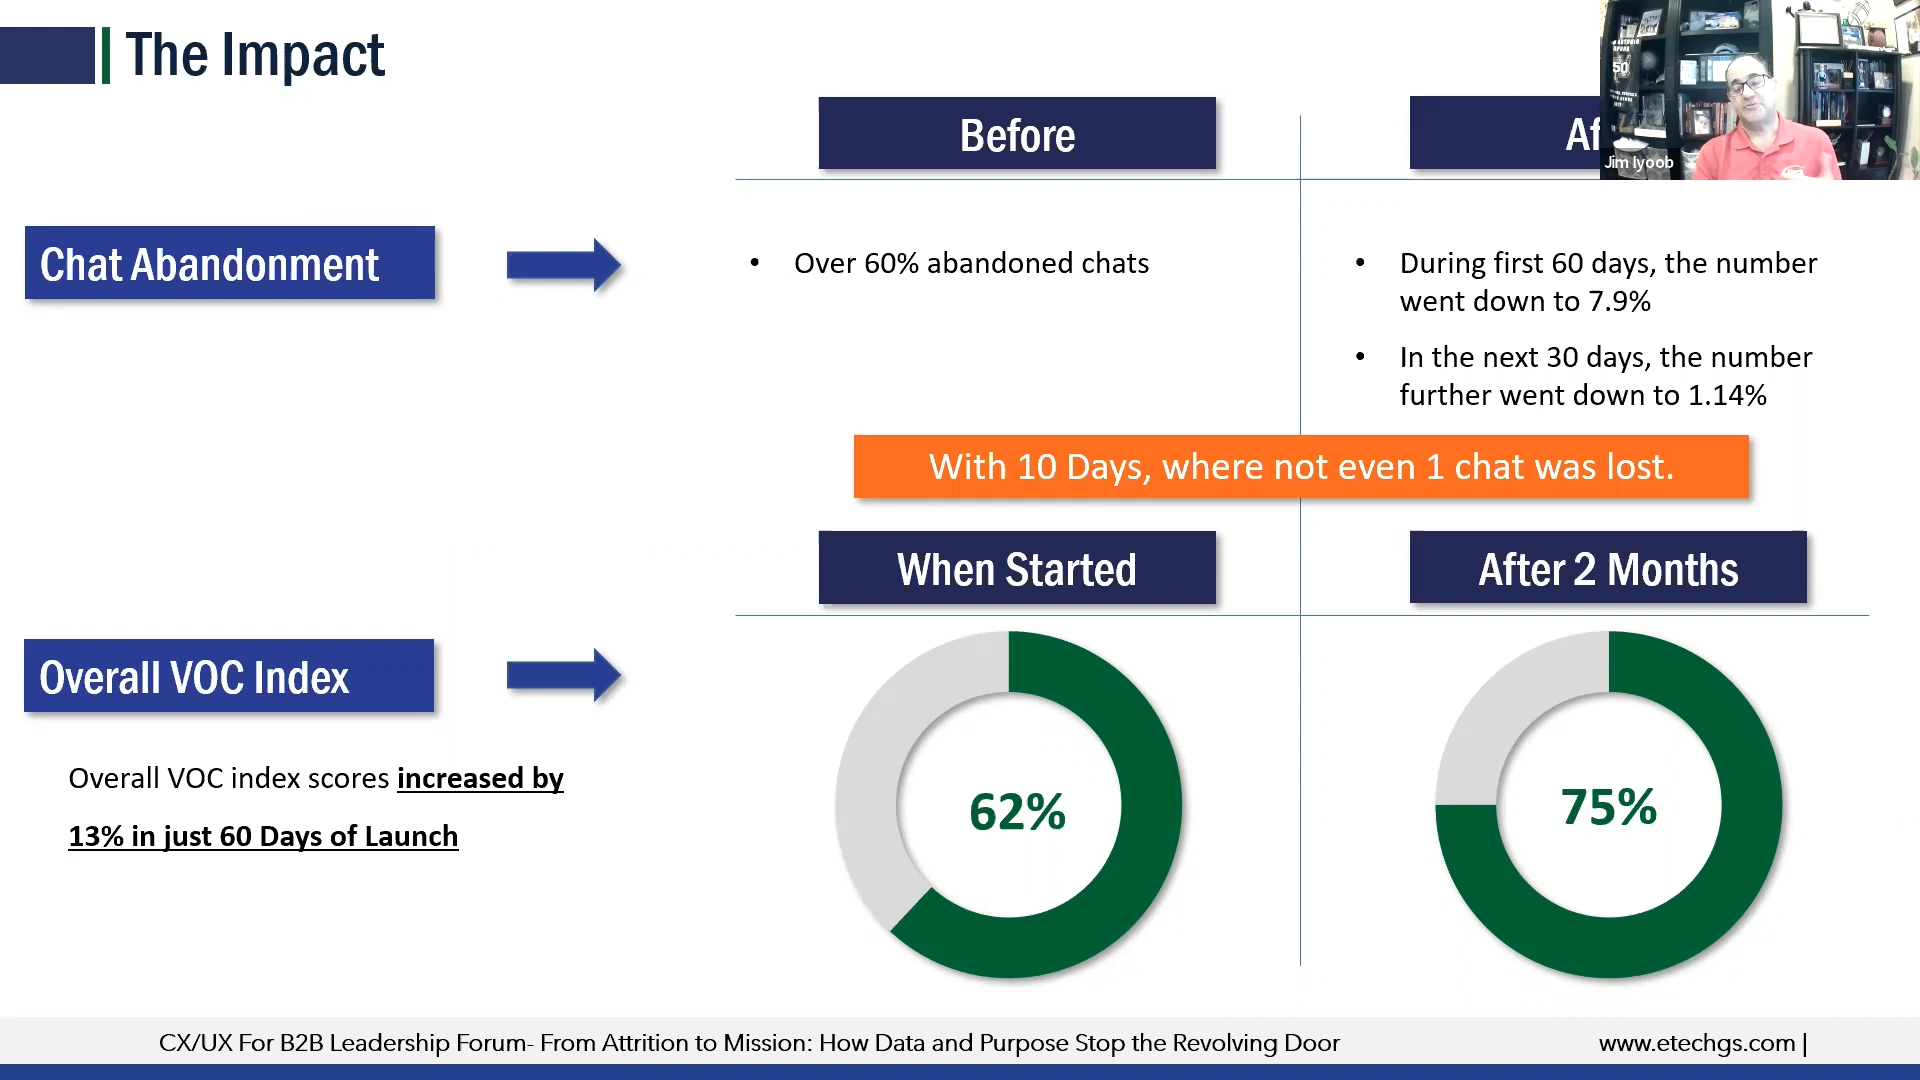 The Impact
Before
Jim Iyoob
Chat Abandonment
• Over 60% abandoned chats
• During first 60 days, the number
went down to 7.9%
• In the next 30 days, the number
further went down to 1.14%
With 10 Days, where not even 1 chat was lost.
When Started
After 2 Months
Overall VOC Index
Overall VOC index scores increased by
13% in just 60 Days of Launch
62%
75%
CX/UX For B2B Leadership Forum- From Attrition to Mission: How Data and Purpose Stop the Revolving Door
www.etechgs.com |